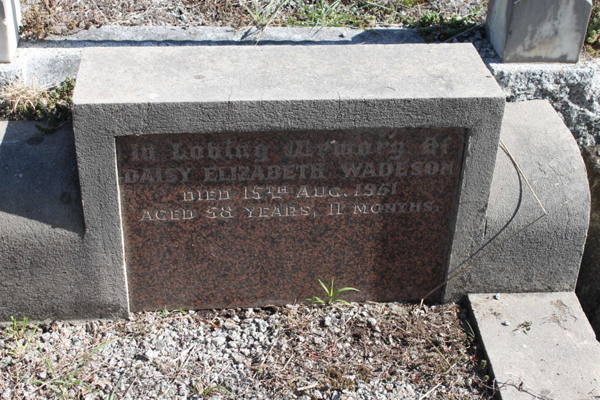 In Loving Memory Of
DAISY ELIZABETH WADESON
DIED 15TH AUG. 1961
AGED 58 YEARS, 11 MONTHS.